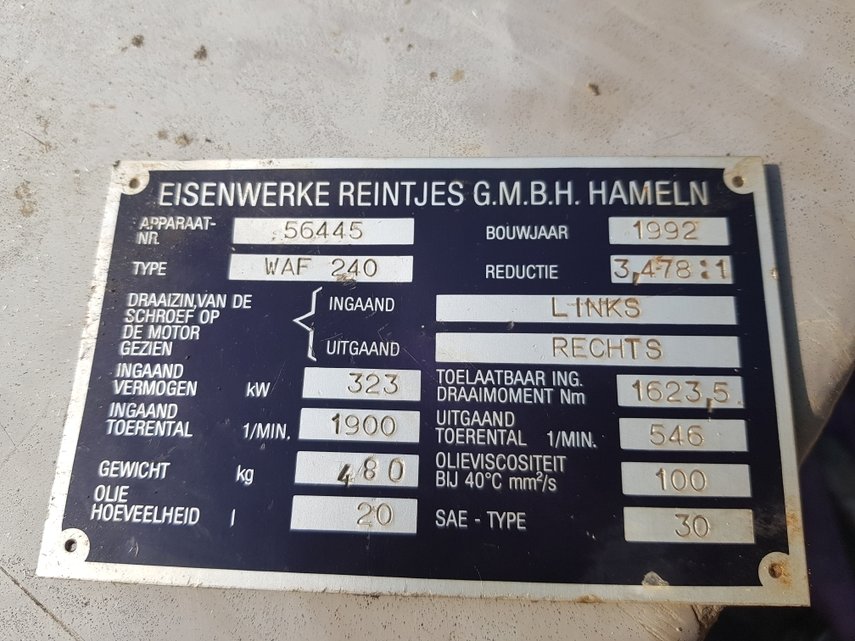 EISENWERKE REINTJES G.M.B.H. HAMELN
APPARAAT-
NR. 56445 BOUWJAAR 1992
TYPE WAF 240 REDUCTIE 3,478:1
DRAAIZIN,VAN DE
SCHROEF OP
DE MOTOR
GEZIEN
INGAAND LINKS
UITGAAND RECHTS
INGAAND
VERMOGEN kW 323
TOELAATBAAR ING.
DRAAIMOMENT Nm 1623,5
INGAAND
TOERENTAL 1/MIN. 1900
UITGAAND
TOERENTAL 1/MIN. 546
GEWICHT kg 480
OLIEVISCOSITEIT
BIJ 40°C mm²/s 100
OLIE
HOEVEELHEID l 20
SAE - TYPE 30